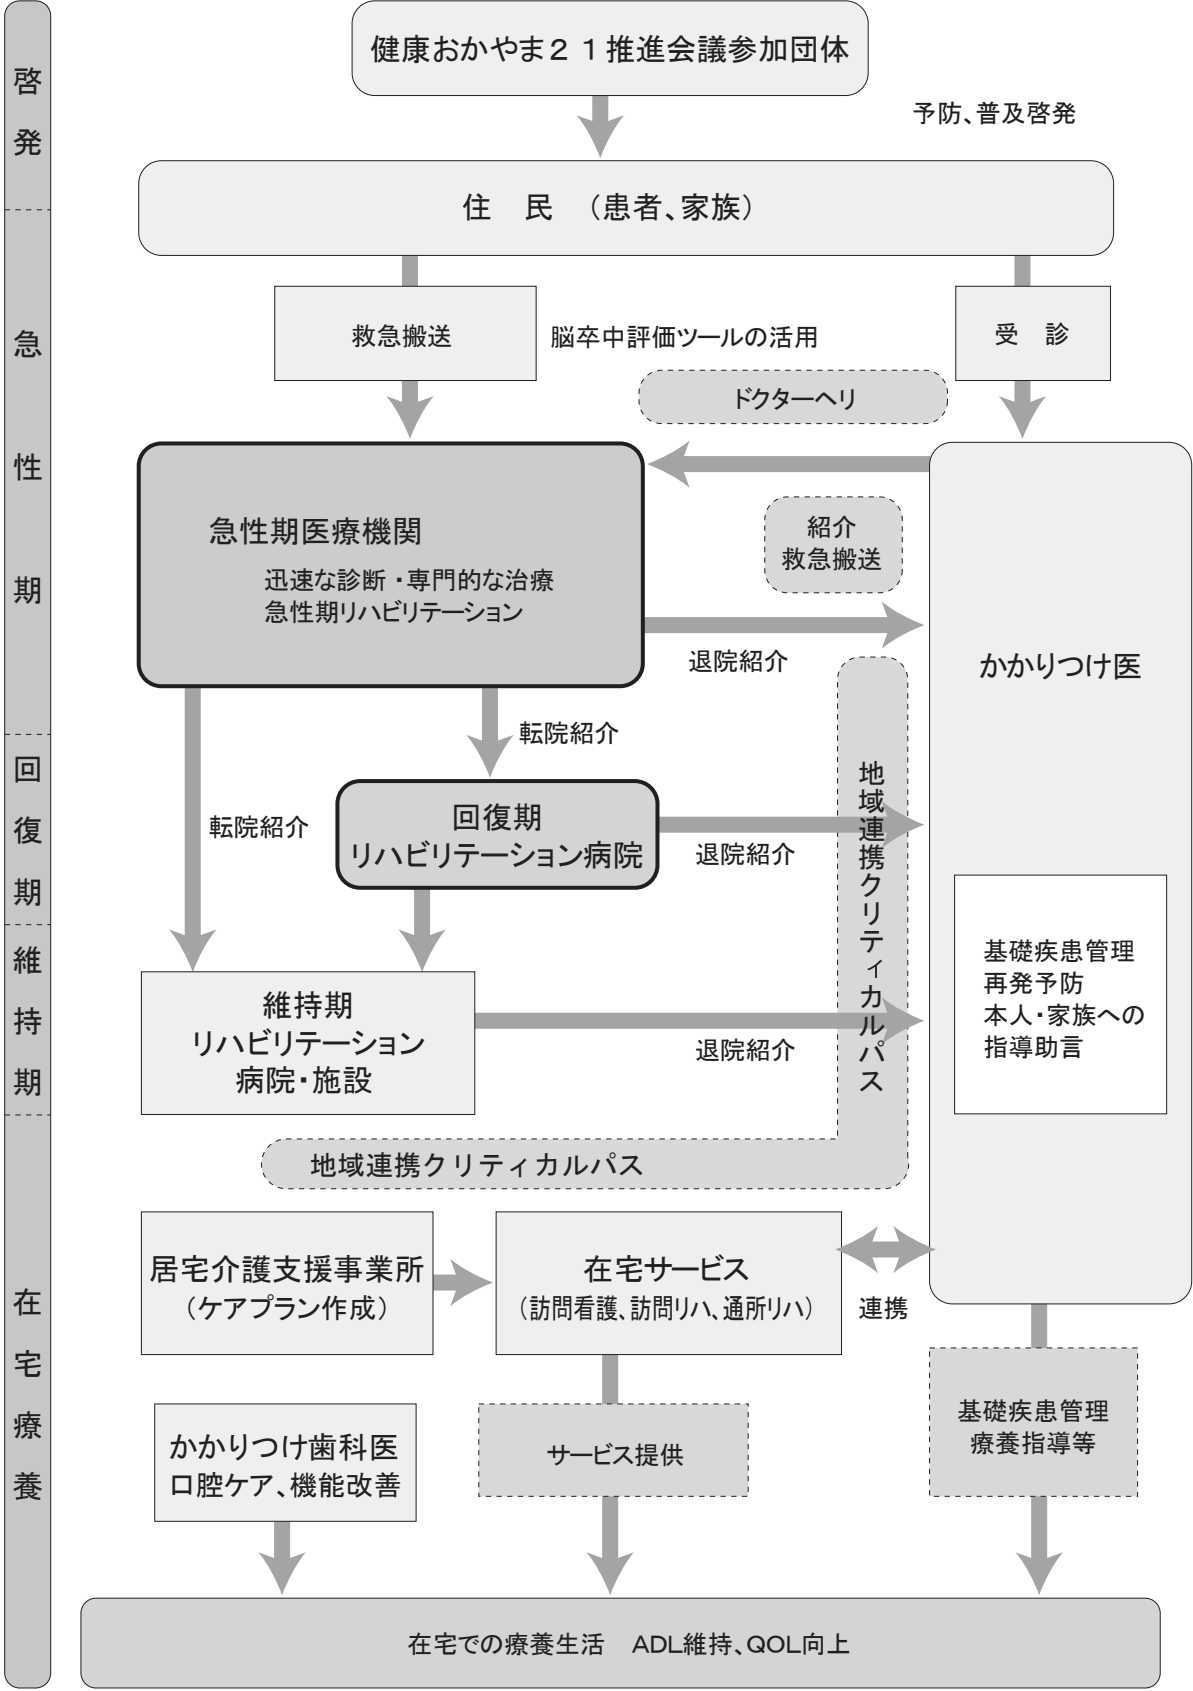 啓発
健康おかやま２１推進会議参加団体
予防、普及啓発
住　民　（患者、家族）
急性期
救急搬送
脳卒中評価ツールの活用
受　診
ドクターヘリ
急性期医療機関
迅速な診断・専門的な治療
急性期リハビリテーション
紹介
救急搬送
退院紹介
かかりつけ医
転院紹介
転院紹介
回復期
回復期
リハビリテーション病院
退院紹介
地域連携クリティカルパス
維持期
維持期
リハビリテーション
病院・施設
退院紹介
基礎疾患管理
再発予防
本人・家族への
指導助言
地域連携クリティカルパス
在宅療養
居宅介護支援事業所
（ケアプラン作成）
在宅サービス
（訪問看護、訪問リハ、通所リハ）
連携
かかりつけ歯科医
口腔ケア、機能改善
サービス提供
基礎疾患管理
療養指導等
在宅での療養生活　ADL維持、QOL向上